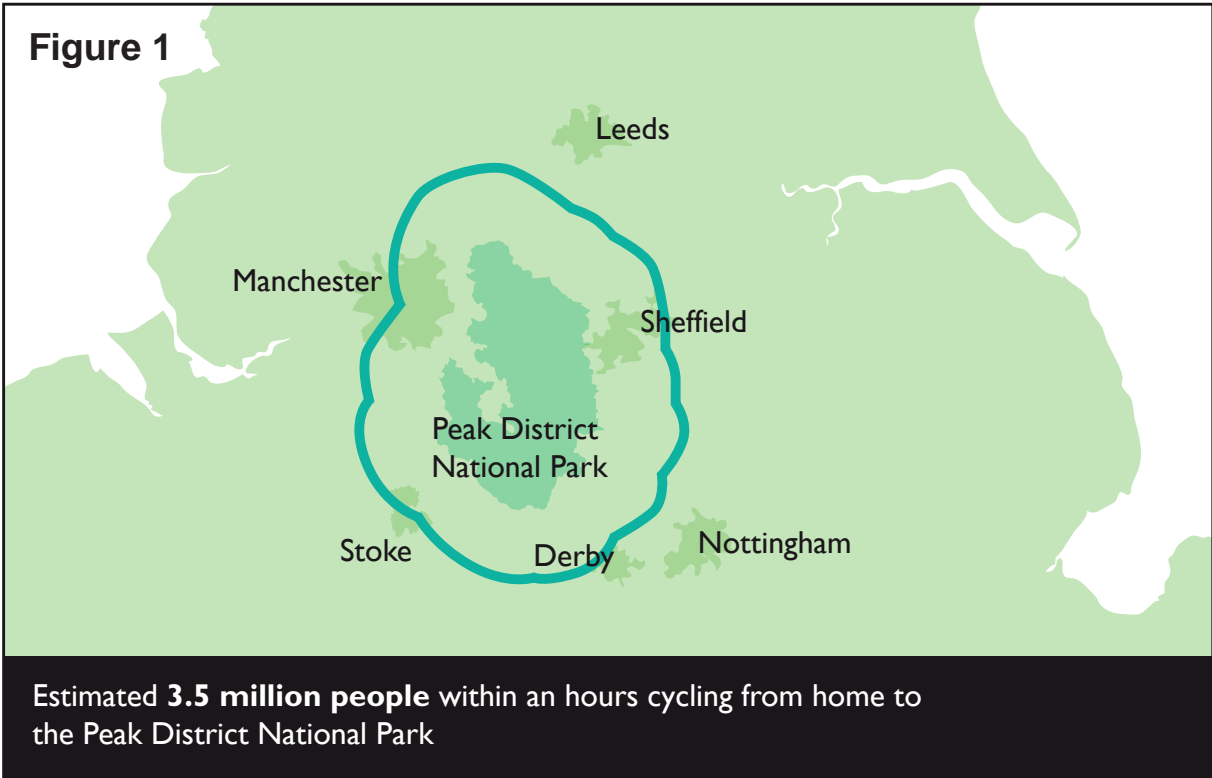 Figure 1
Leeds
Manchester
Sheffield
Peak District
National Park
Stoke
Derby
Nottingham
Estimated 3.5 million people within an hours cycling from home to
the Peak District National Park